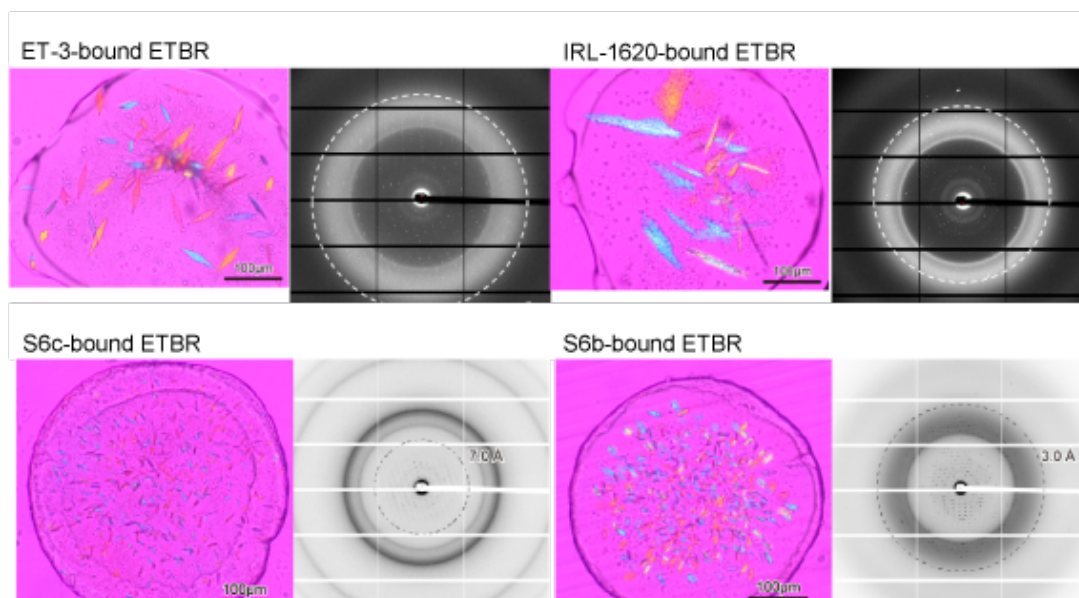 ET-3-bound ETBR
IRL-1620-bound ETBR
100μm
100μm
S6c-bound ETBR
S6b-bound ETBR
7.0 Å
3.0 Å
100μm
100μm